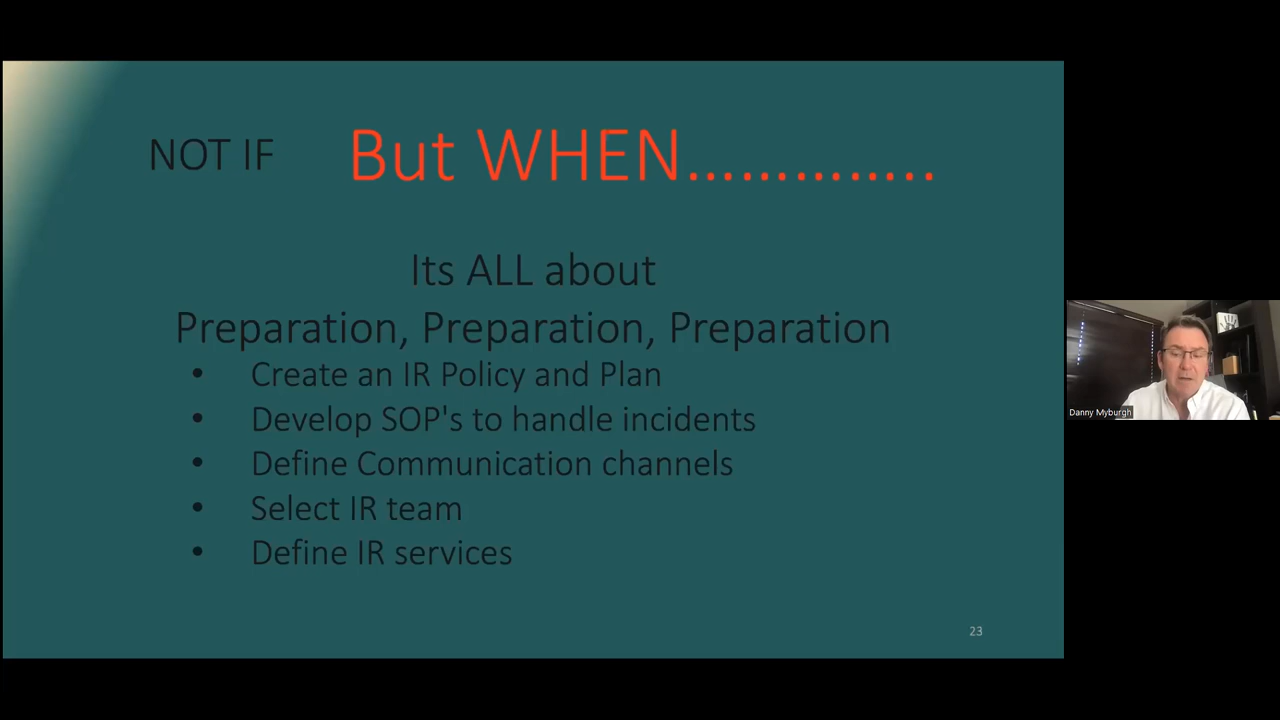 NOT IF But WHEN…………..
Its ALL about
Preparation, Preparation, Preparation
• Create an IR Policy and Plan
• Develop SOP's to handle incidents
• Define Communication channels
• Select IR team
• Define IR services
23
Danny Myburgh